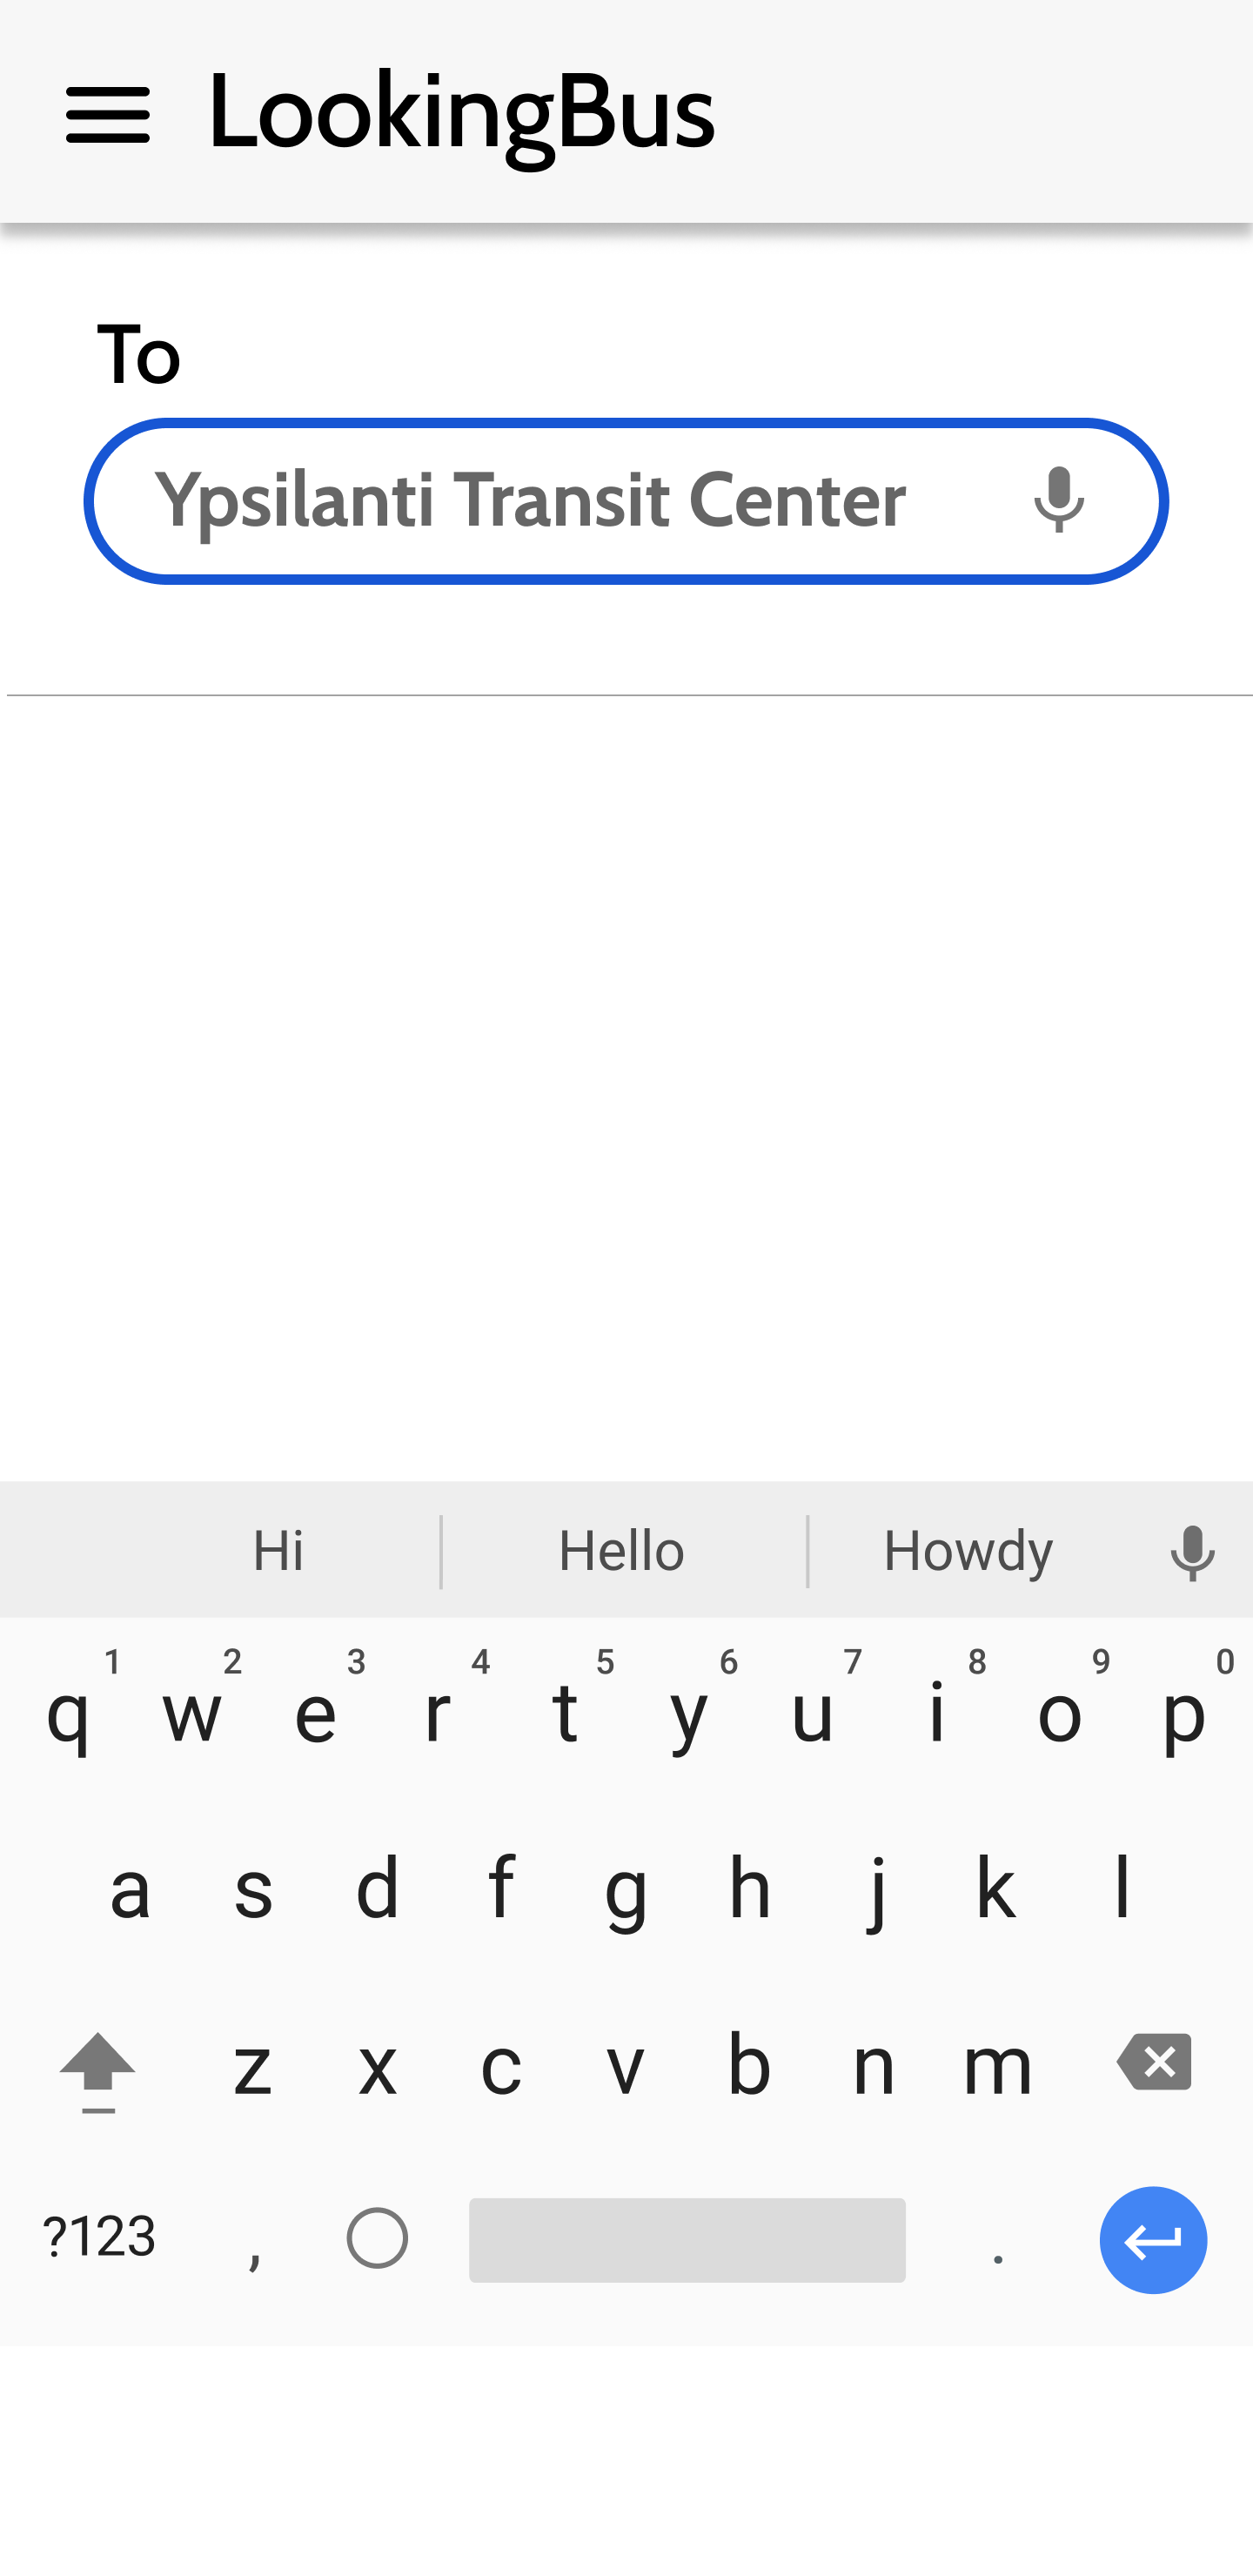 LookingBus
To
Ypsilanti Transit Center
Hi Hello Howdy
1 2 3 4 5 6 7 8 9 0
q w e r t y u i o p
a s d f g h j k l
z x c v b n m
?123 , .